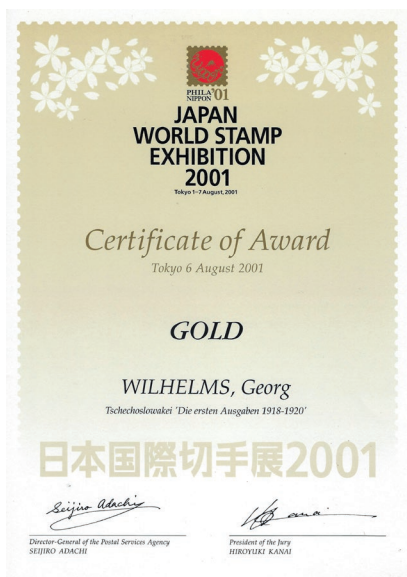 PHILA
NIPPON '01
JAPAN
WORLD STAMP
EXHIBITION
2001
Tokyo 1-7 August, 2001
Certificate of Award
Tokyo 6 August 2001
GOLD
WILHELMS, Georg
Tschechoslowakei 'Die ersten Ausgaben 1918-1920'
日本国際切手展2001
Seijiro Adachi
Director-General of the Postal Services Agency
SEIJIRO ADACHI
President of the Jury
HIROYUKI KANAI